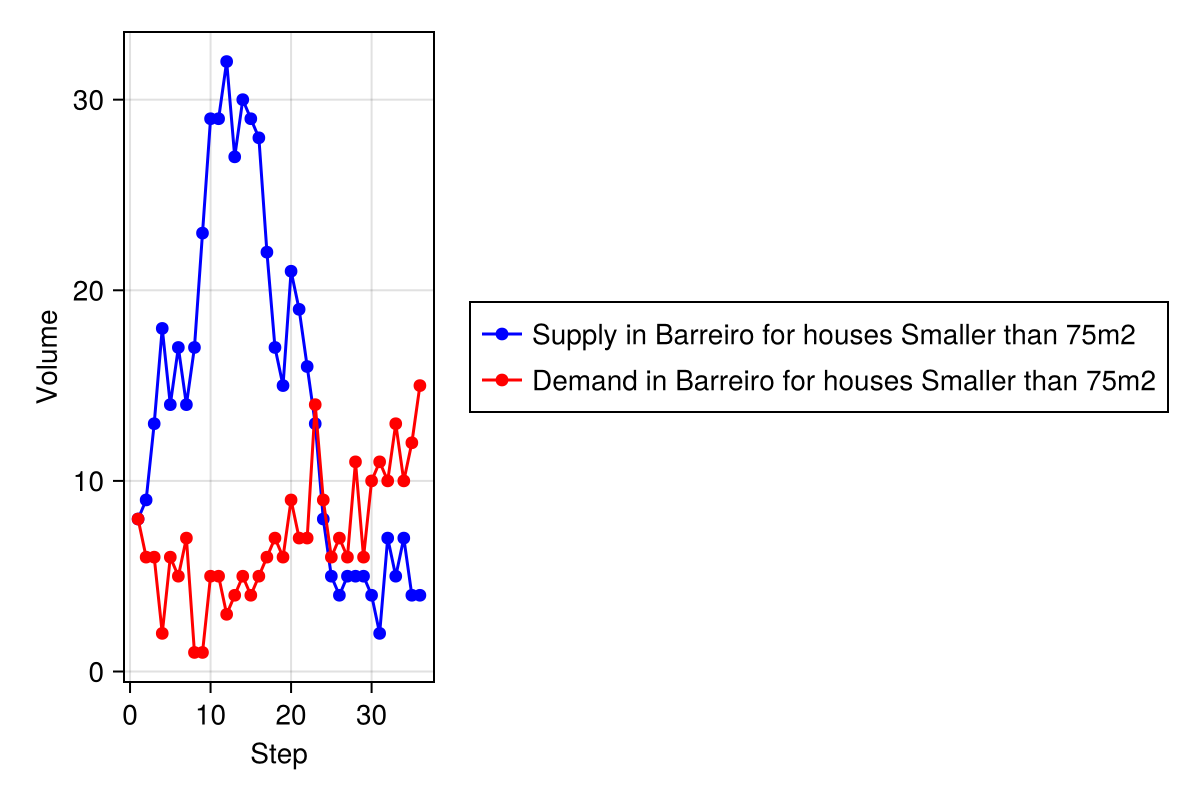 30
20
10
0
Volume
0 10 20 30
Step
Supply in Barreiro for houses Smaller than 75m2
Demand in Barreiro for houses Smaller than 75m2